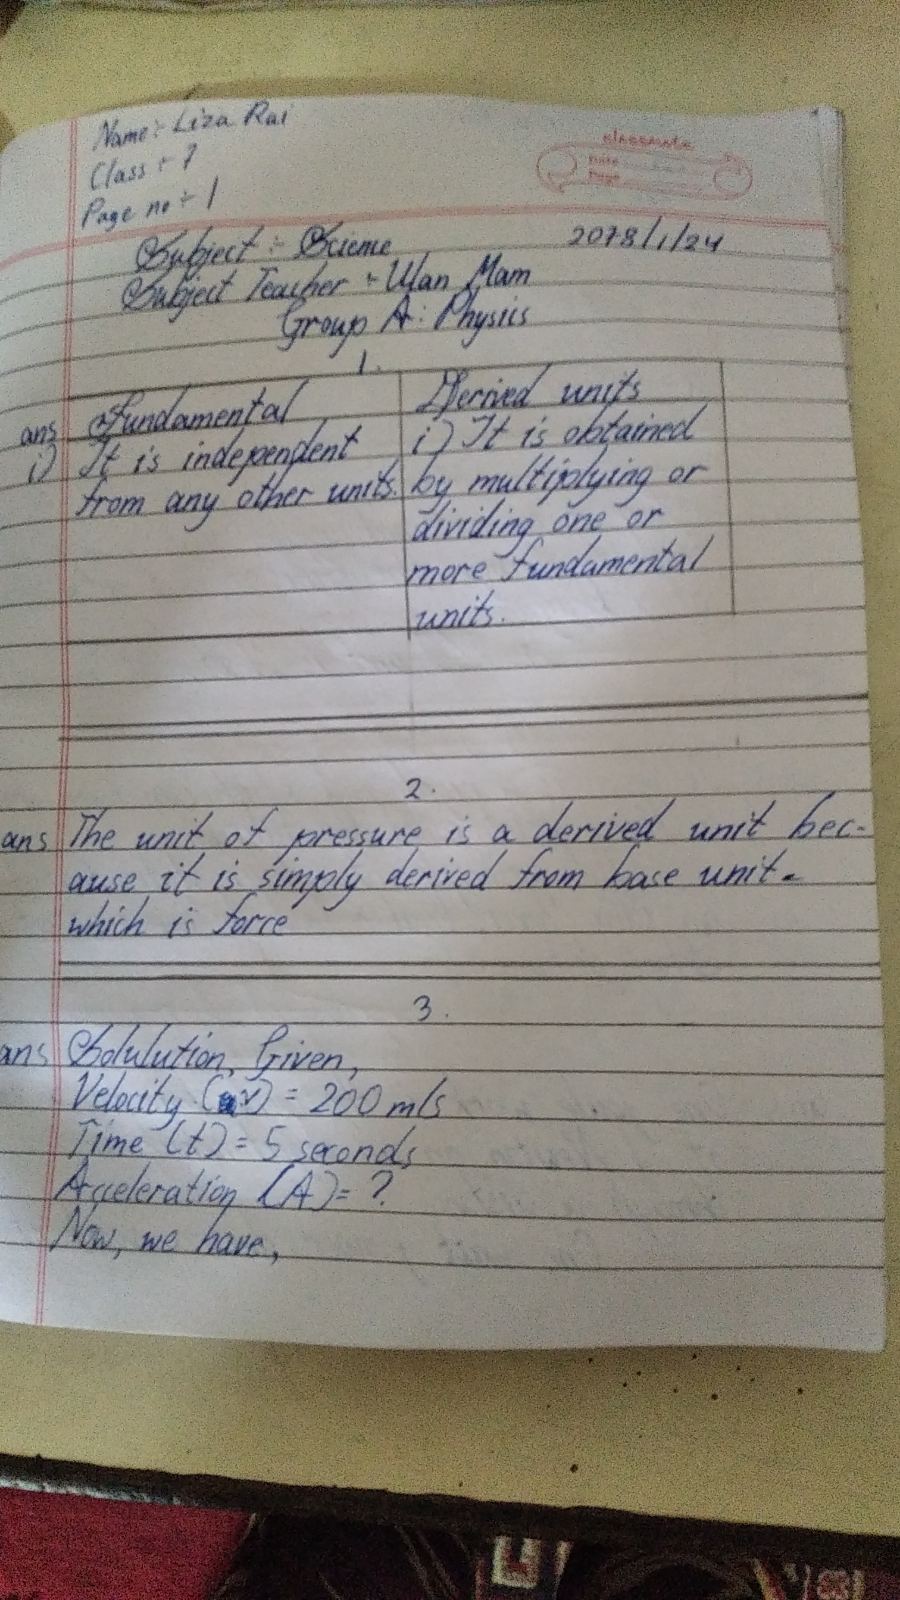 Name:- Liza Rai
Class:- 7
Page no:- 1
classmate
Date
Page
Subject:- Science
2078/1/24
Subject Teacher:- Ulan Mam
Group A: Physics
1.
ans Fundamental
i) It is independent
from any other units.
Derived units
i) It is obtained
by multiplying or
dividing one or
more fundamental
units.
2.
ans The unit of pressure is a derived unit bec-
ause it is simply derived from base unit.
which is force
3.
ans Solulution, Given,
Velocity (v) = 200 m/s
Time (t) = 5 seconds
Acceleration (A) = ?
Now, we have,